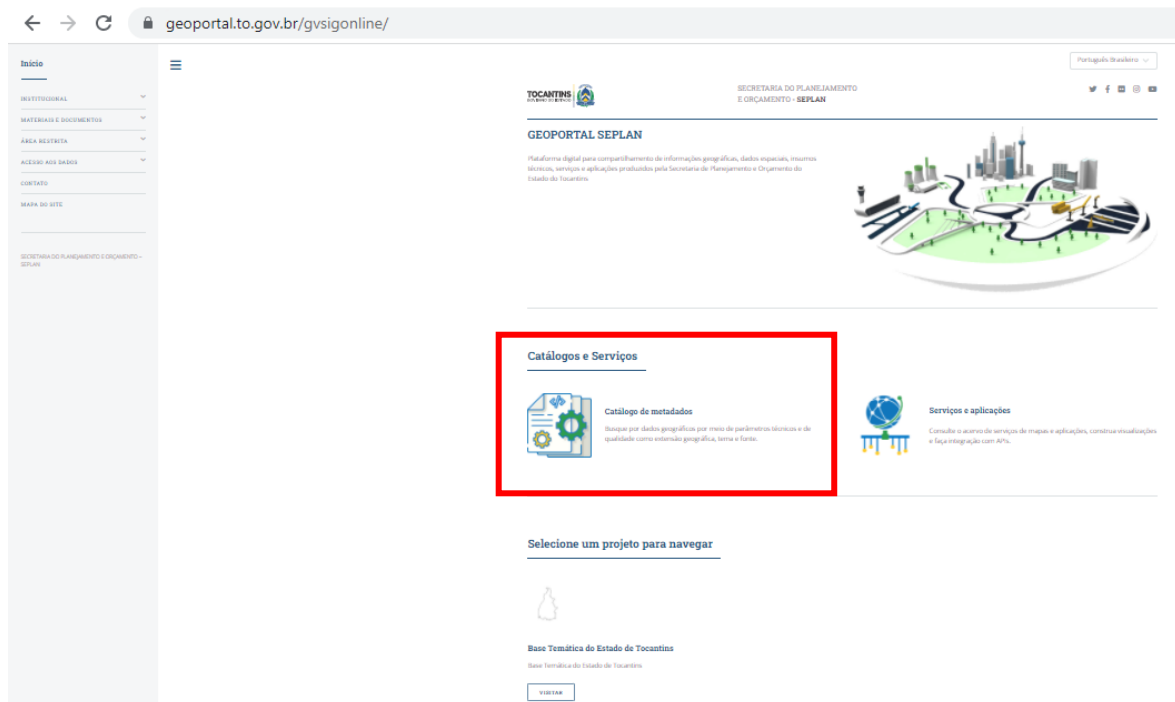 geoportal.to.gov.br/gvsigonline/
Início
INSTITUCIONAL
MATERIAIS E DOCUMENTOS
ÁREA RESTRITA
ACESSO AOS DADOS
CONTATO
MAPA DO SITE
SECRETARIA DO PLANEJAMENTO E ORÇAMENTO -
SEPLAN
Português Brasileiro
TOCANTINS
GOVERNO DO ESTADO
SECRETARIA DO PLANEJAMENTO
E ORÇAMENTO - SEPLAN
GEOPORTAL SEPLAN
Plataforma digital para compartilhamento de informações geográficas, dados espaciais, insumos
técnicos, serviços e aplicações produzidos pela Secretaria de Planejamento e Orçamento do
Estado do Tocantins
Catálogos e Serviços
Catálogo de metadados
Busque por dados geográficos por meio de parâmetros técnicos e de
qualidade como extensão geográfica, tema e fonte.
Serviços e aplicações
Consulte o acervo de serviços de mapas e aplicações, construa visualizações
e faça integração com APIs.
Selecione um projeto para navegar
Base Temática do Estado de Tocantins
Base Temática do Estado de Tocantins
VISITAR